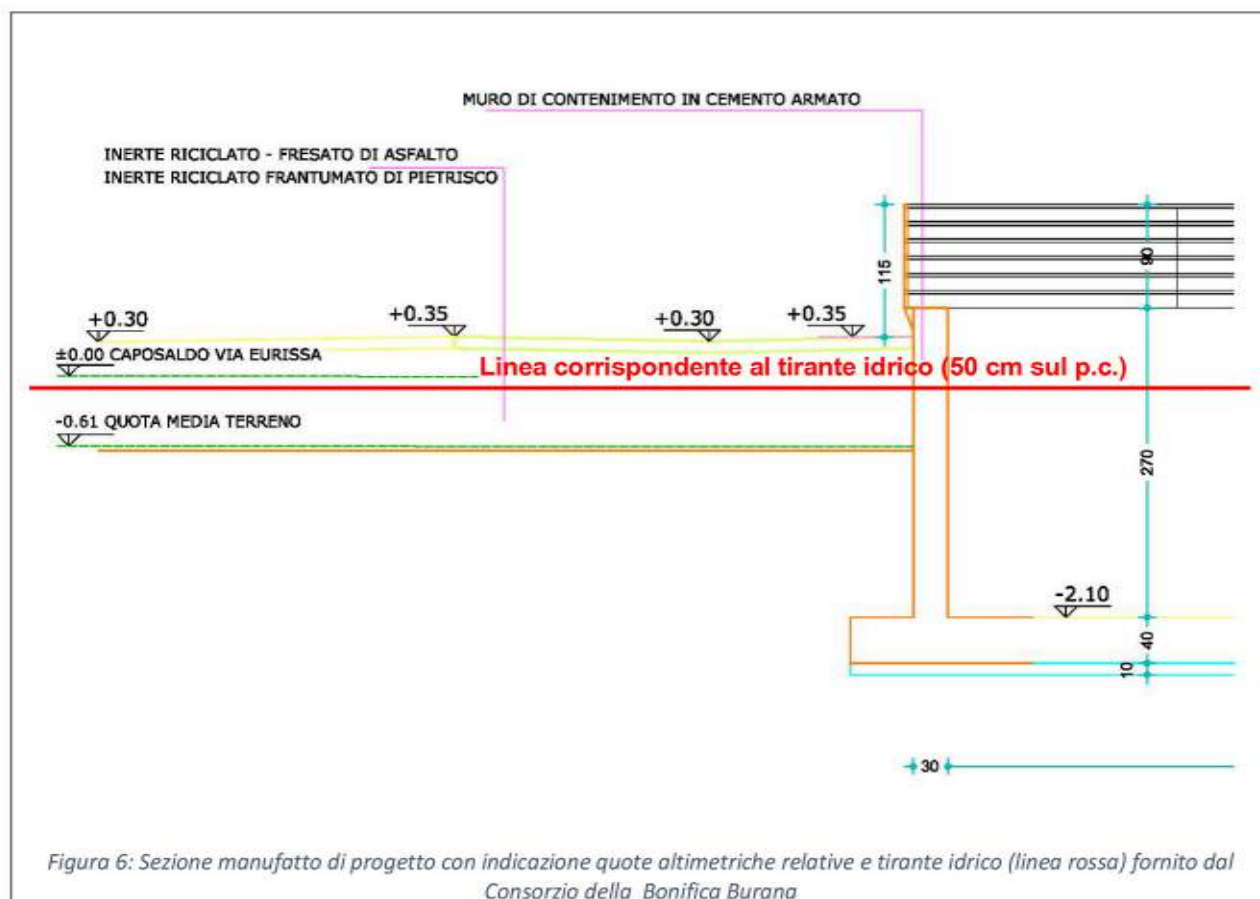 MURO DI CONTENIMENTO IN CEMENTO ARMATO
INERTE RICICLATO - FRESATO DI ASFALTO
INERTE RICICLATO FRANTUMATO DI PIETRISCO
115
90
+0.30
+0.35
+0.30
+0.35
±0.00 CAPOSALDO VIA EURISSA
Linea corrispondente al tirante idrico (50 cm sul p.c.)
-0.61 QUOTA MEDIA TERRENO
270
-2.10
40
10
30
Figura 6: Sezione manufatto di progetto con indicazione quote altimetriche relative e tirante idrico (linea rossa) fornito dal
Consorzio della Bonifica Burana